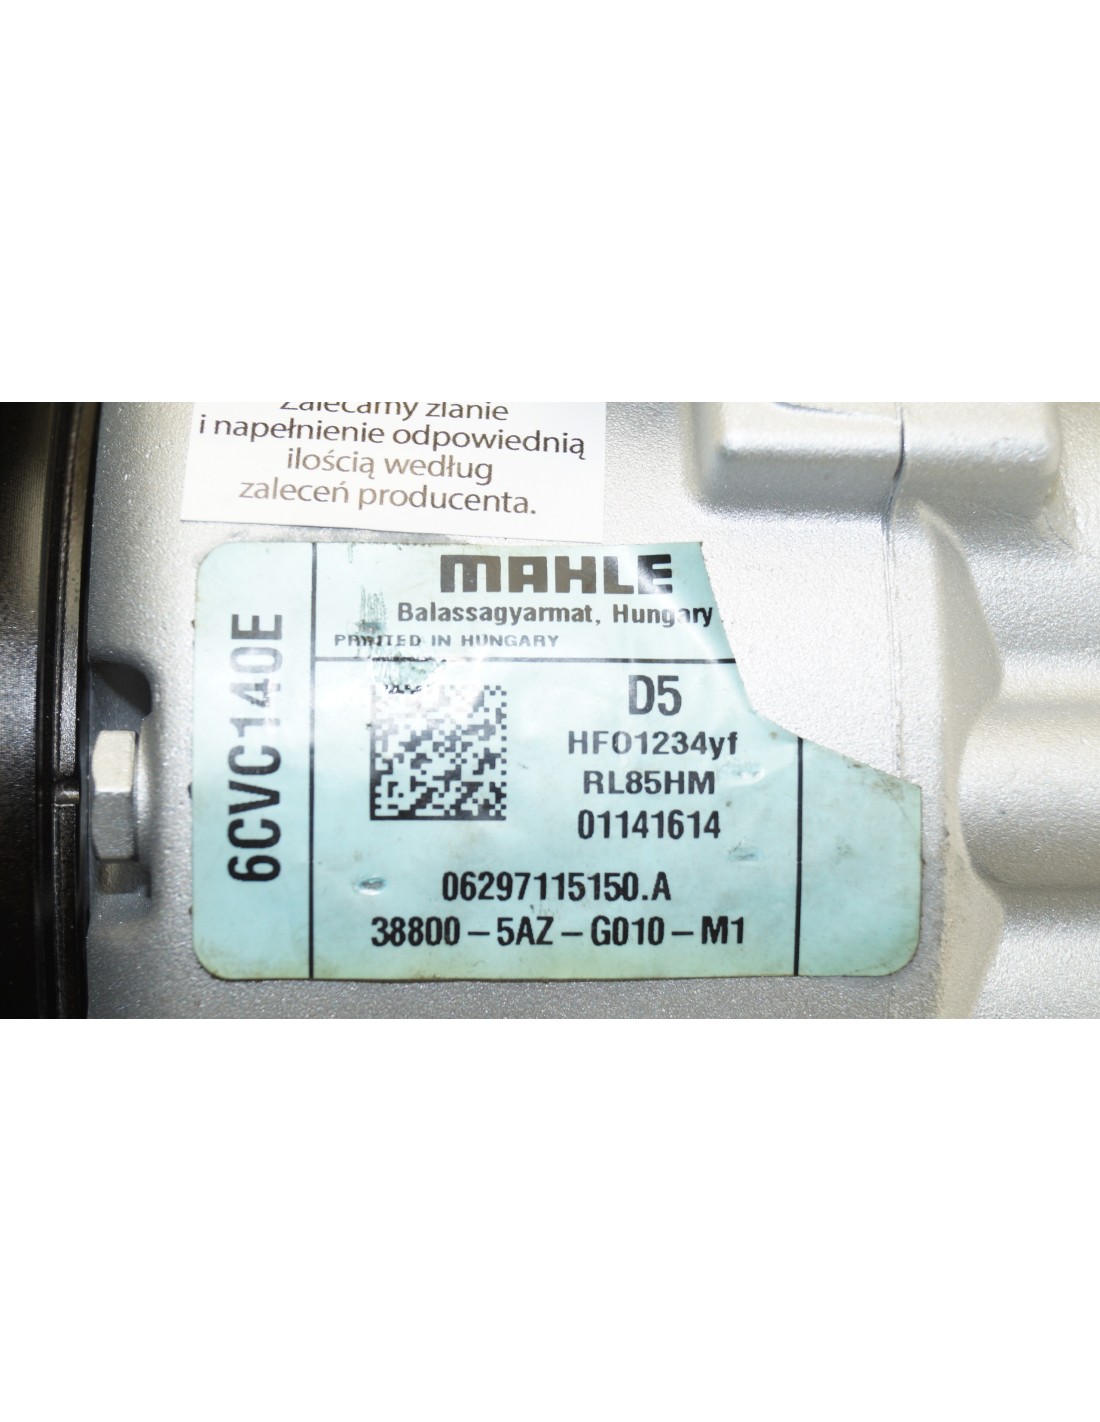 Zalecamy zlanie
i napełnienie odpowiednią
ilością według
zaleceń producenta.
MAHLE
Balassagyarmat, Hungary
PRINTED IN HUNGARY
6CVC140E
D5
HFO1234yf
RL85HM
01141614
06297115150.A
38800-5AZ-G010-M1